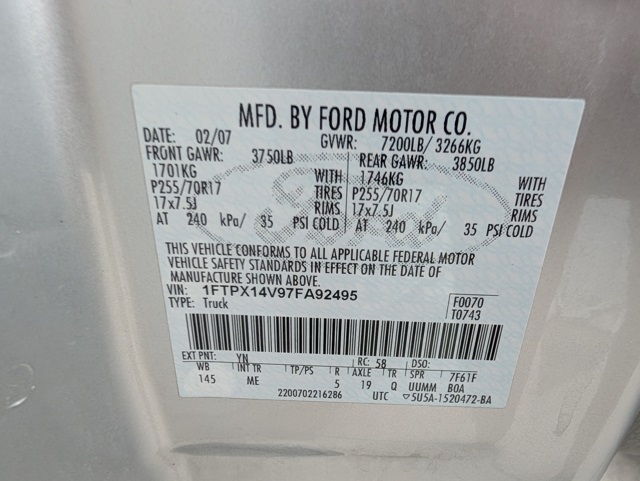 MFD. BY FORD MOTOR CO.
DATE: 02/07 GVWR: 7200LB/ 3266KG
FRONT GAWR: 3750LB REAR GAWR: 3850LB
1701KG WITH 1746KG WITH
P255/70R17 TIRES P255/70R17 TIRES
17x7.5J RIMS 17x7.5J RIMS
AT 240 kPa/ 35 PSI COLD AT 240 kPa/ 35 PSI COLD
THIS VEHICLE CONFORMS TO ALL APPLICABLE FEDERAL MOTOR
VEHICLE SAFETY STANDARDS IN EFFECT ON THE DATE OF
MANUFACTURE SHOWN ABOVE.
VIN: 1FTPX14V97FA92495 F0070
TYPE: Truck T0743
EXT PNT: YN RC: 58 DSO:
WB INT TR TP/PS R AXLE TR SPR 7F61F
145 ME 5 19 Q UUMM BOA
2200702216286 UTC ▽5U5A-1520472-BA
Ford